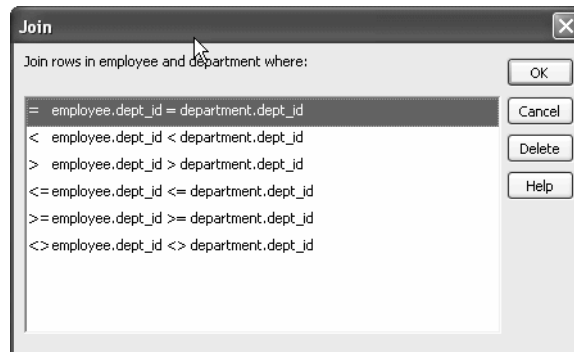 Join
Join rows in employee and department where:
= employee.dept_id = department.dept_id
< employee.dept_id < department.dept_id
> employee.dept_id > department.dept_id
<= employee.dept_id <= department.dept_id
>= employee.dept_id >= department.dept_id
<> employee.dept_id <> department.dept_id
OK
Cancel
Delete
Help